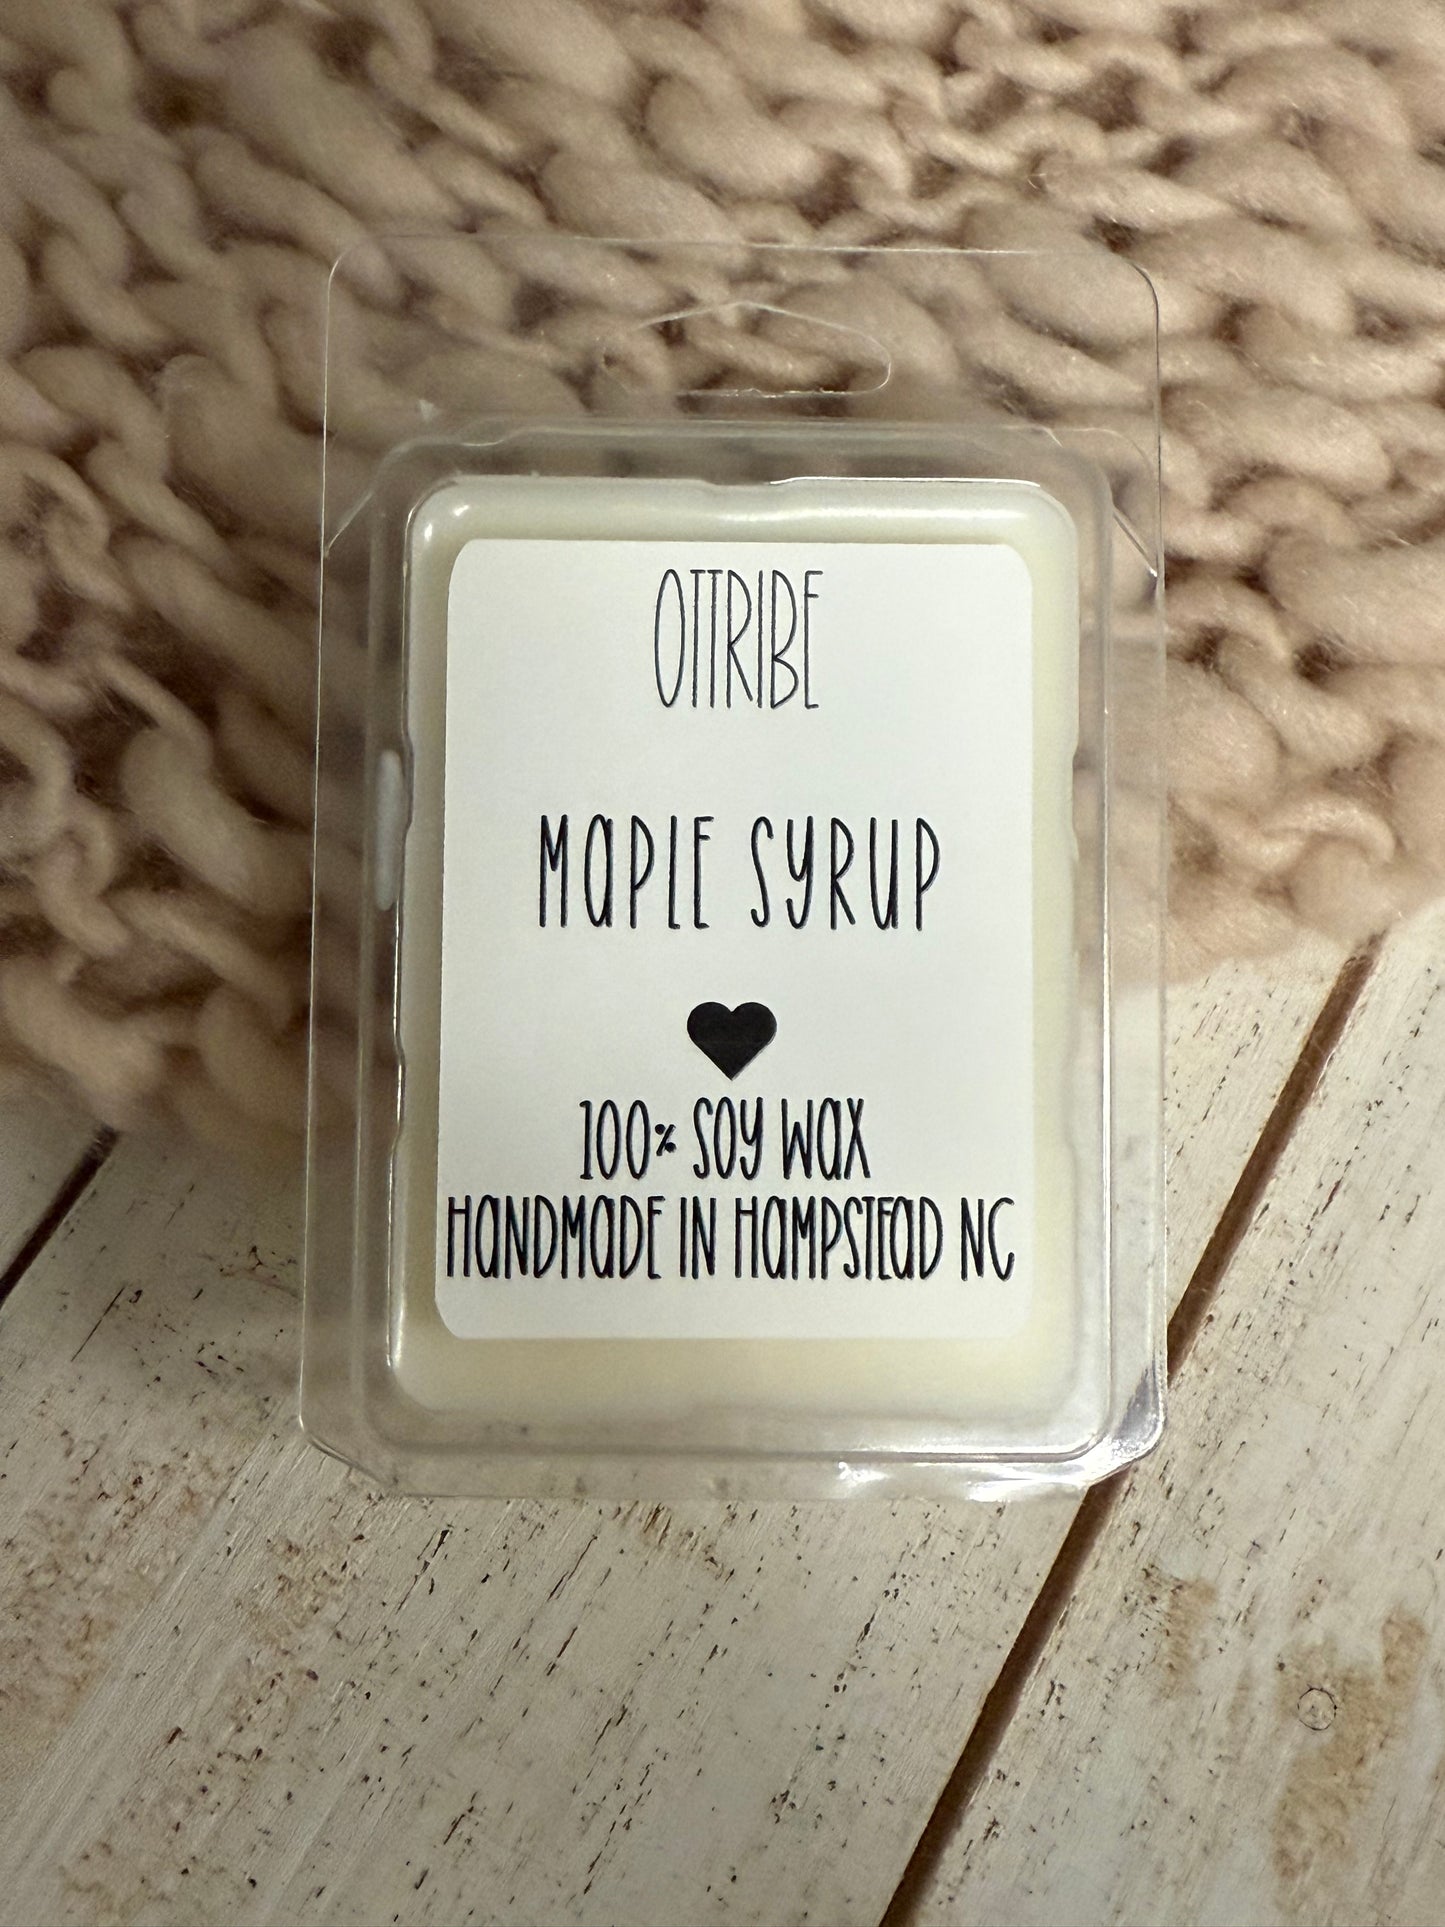 OTTRIBE
MaPLE SyRUP
100% SOy WaX
HaNDMaDE IN HaMPSTEaD NC